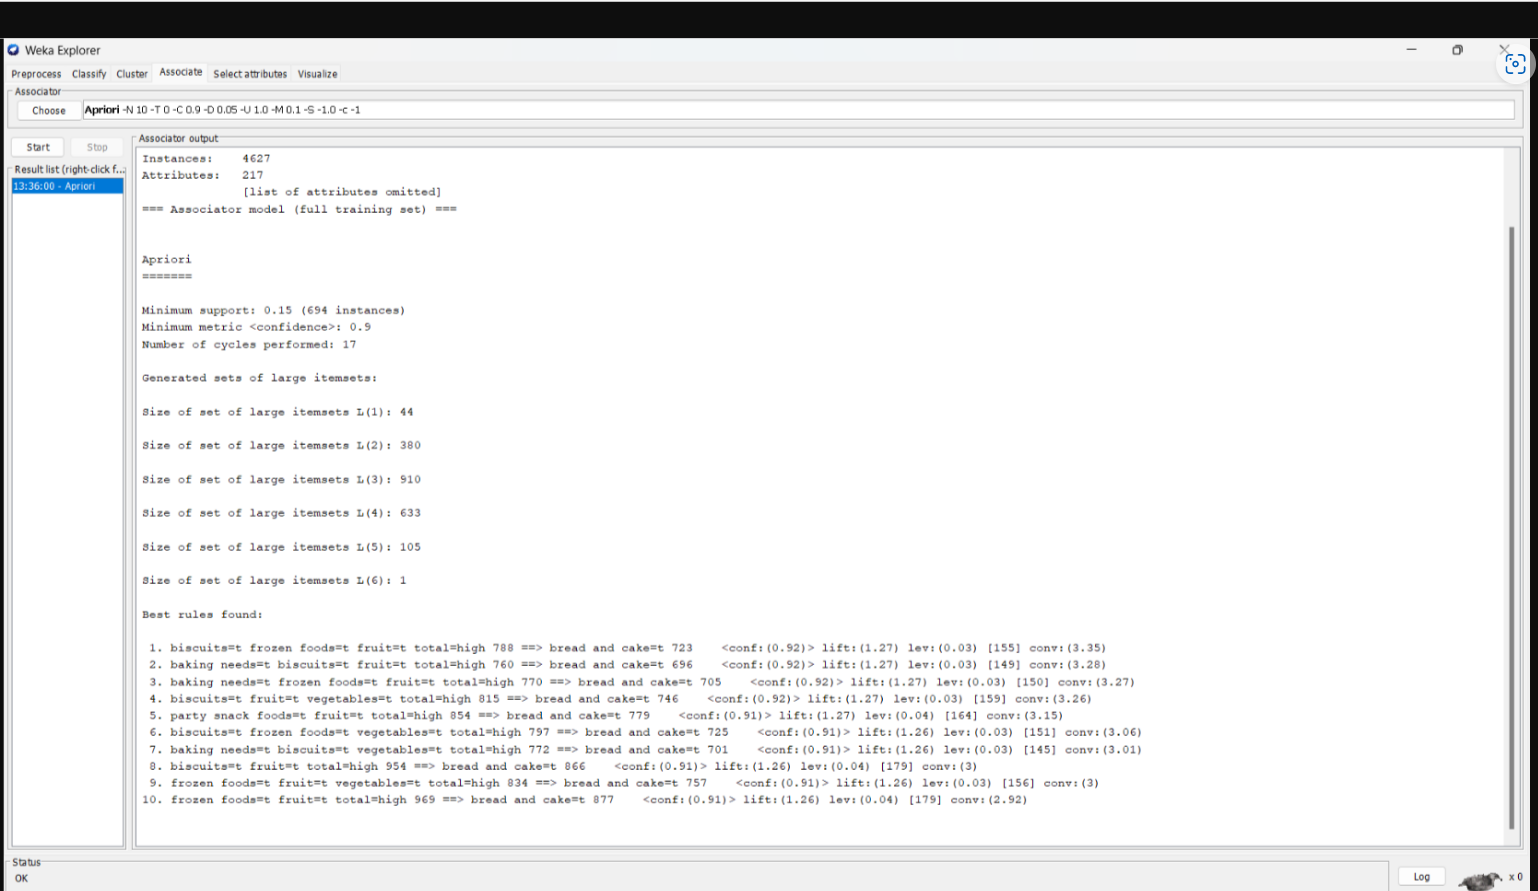 Weka Explorer
Preprocess Classify Cluster Associate Select attributes Visualize
Associator
Choose Apriori -N 10 -T 0 -C 0.9 -D 0.05 -U 1.0 -M 0.1 -S -1.0 -c -1
Start Stop
Result list (right-click f...
13:36:00 - Apriori
Associator output
Instances: 4627
Attributes: 217
[list of attributes omitted]
=== Associator model (full training set) ===
Apriori
=======
Minimum support: 0.15 (694 instances)
Minimum metric <confidence>: 0.9
Number of cycles performed: 17
Generated sets of large itemsets:
Size of set of large itemsets L(1): 44
Size of set of large itemsets L(2): 380
Size of set of large itemsets L(3): 910
Size of set of large itemsets L(4): 633
Size of set of large itemsets L(5): 105
Size of set of large itemsets L(6): 1
Best rules found:
1. biscuits=t frozen foods=t fruit=t total=high 788 ==> bread and cake=t 723 <conf:(0.92)> lift:(1.27) lev:(0.03) [155] conv:(3.35)
2. baking needs=t biscuits=t fruit=t total=high 760 ==> bread and cake=t 696 <conf:(0.92)> lift:(1.27) lev:(0.03) [149] conv:(3.28)
3. baking needs=t frozen foods=t fruit=t total=high 770 ==> bread and cake=t 705 <conf:(0.92)> lift:(1.27) lev:(0.03) [150] conv:(3.27)
4. biscuits=t fruit=t vegetables=t total=high 815 ==> bread and cake=t 746 <conf:(0.92)> lift:(1.27) lev:(0.03) [159] conv:(3.26)
5. party snack foods=t fruit=t total=high 854 ==> bread and cake=t 779 <conf:(0.91)> lift:(1.27) lev:(0.04) [164] conv:(3.15)
6. biscuits=t frozen foods=t vegetables=t total=high 797 ==> bread and cake=t 725 <conf:(0.91)> lift:(1.26) lev:(0.03) [151] conv:(3.06)
7. baking needs=t biscuits=t vegetables=t total=high 772 ==> bread and cake=t 701 <conf:(0.91)> lift:(1.26) lev:(0.03) [145] conv:(3.01)
8. biscuits=t fruit=t total=high 954 ==> bread and cake=t 866 <conf:(0.91)> lift:(1.26) lev:(0.04) [179] conv:(3)
9. frozen foods=t fruit=t vegetables=t total=high 834 ==> bread and cake=t 757 <conf:(0.91)> lift:(1.26) lev:(0.03) [156] conv:(3)
10. frozen foods=t fruit=t total=high 969 ==> bread and cake=t 877 <conf:(0.91)> lift:(1.26) lev:(0.04) [179] conv:(2.92)
Status
OK
Log x 0